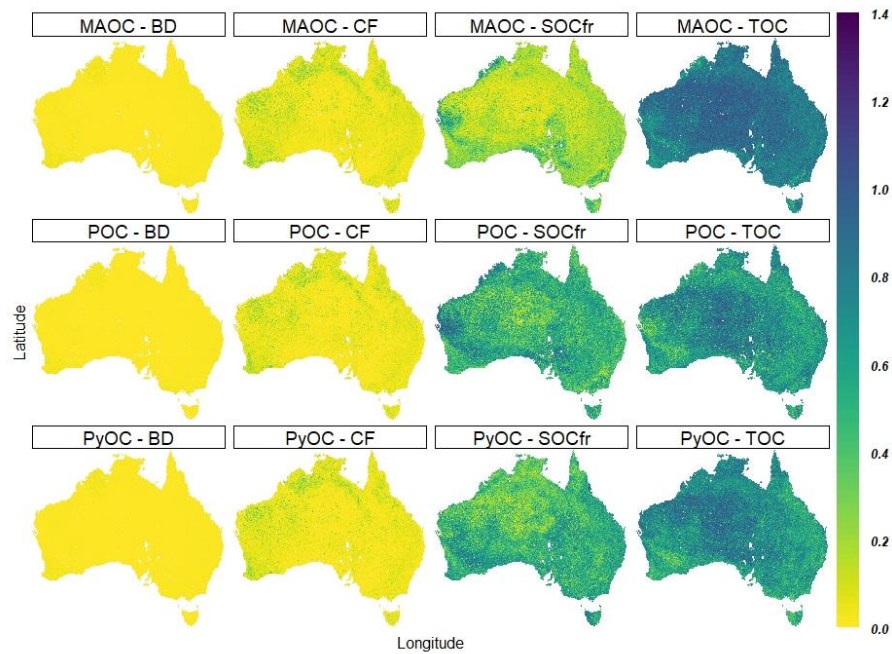 MAOC - BD
MAOC - CF
MAOC - SOCfr
MAOC - TOC
POC - BD
POC - CF
POC - SOCfr
POC - TOC
PyOC - BD
PyOC - CF
PyOC - SOCfr
PyOC - TOC
Latitude
Longitude
1.4
1.2
1.0
0.8
0.6
0.4
0.2
0.0